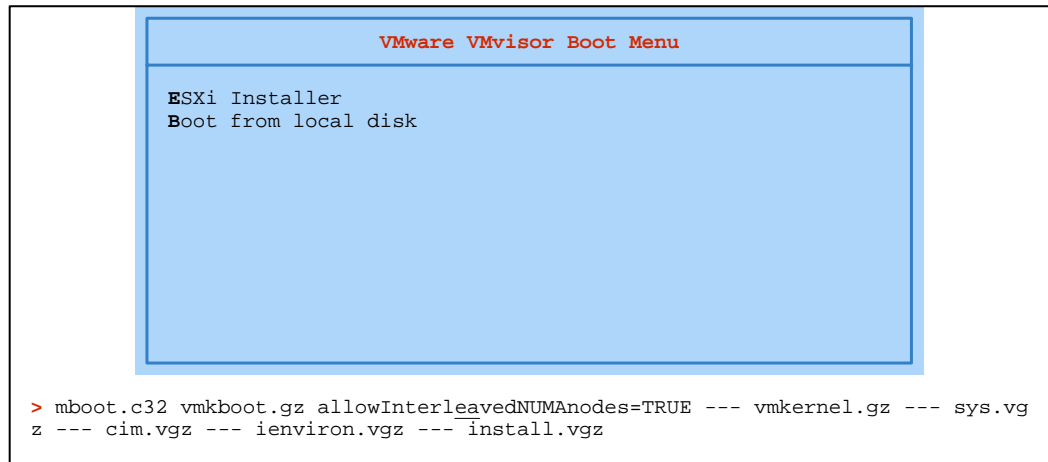 VMware VMvisor Boot Menu
ESXi Installer
Boot from local disk
> mboot.c32 vmkboot.gz allowInterleavedNUMAnodes=TRUE --- vmkernel.gz --- sys.vg
z --- cim.vgz --- ienviron.vgz --- install.vgz